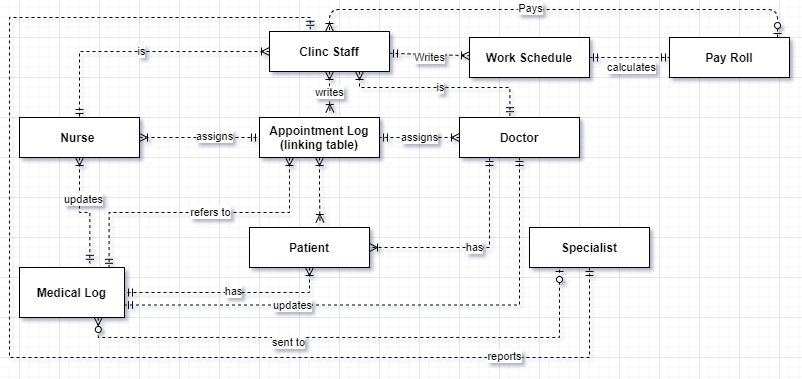 Pays
Clinc Staff
is
Writes
Work Schedule
calculates
Pay Roll
writes
is
Nurse
assigns
Appointment Log
(linking table)
assigns
Doctor
updates
refers to
Patient
has
Specialist
Medical Log
has
updates
sent to
reports